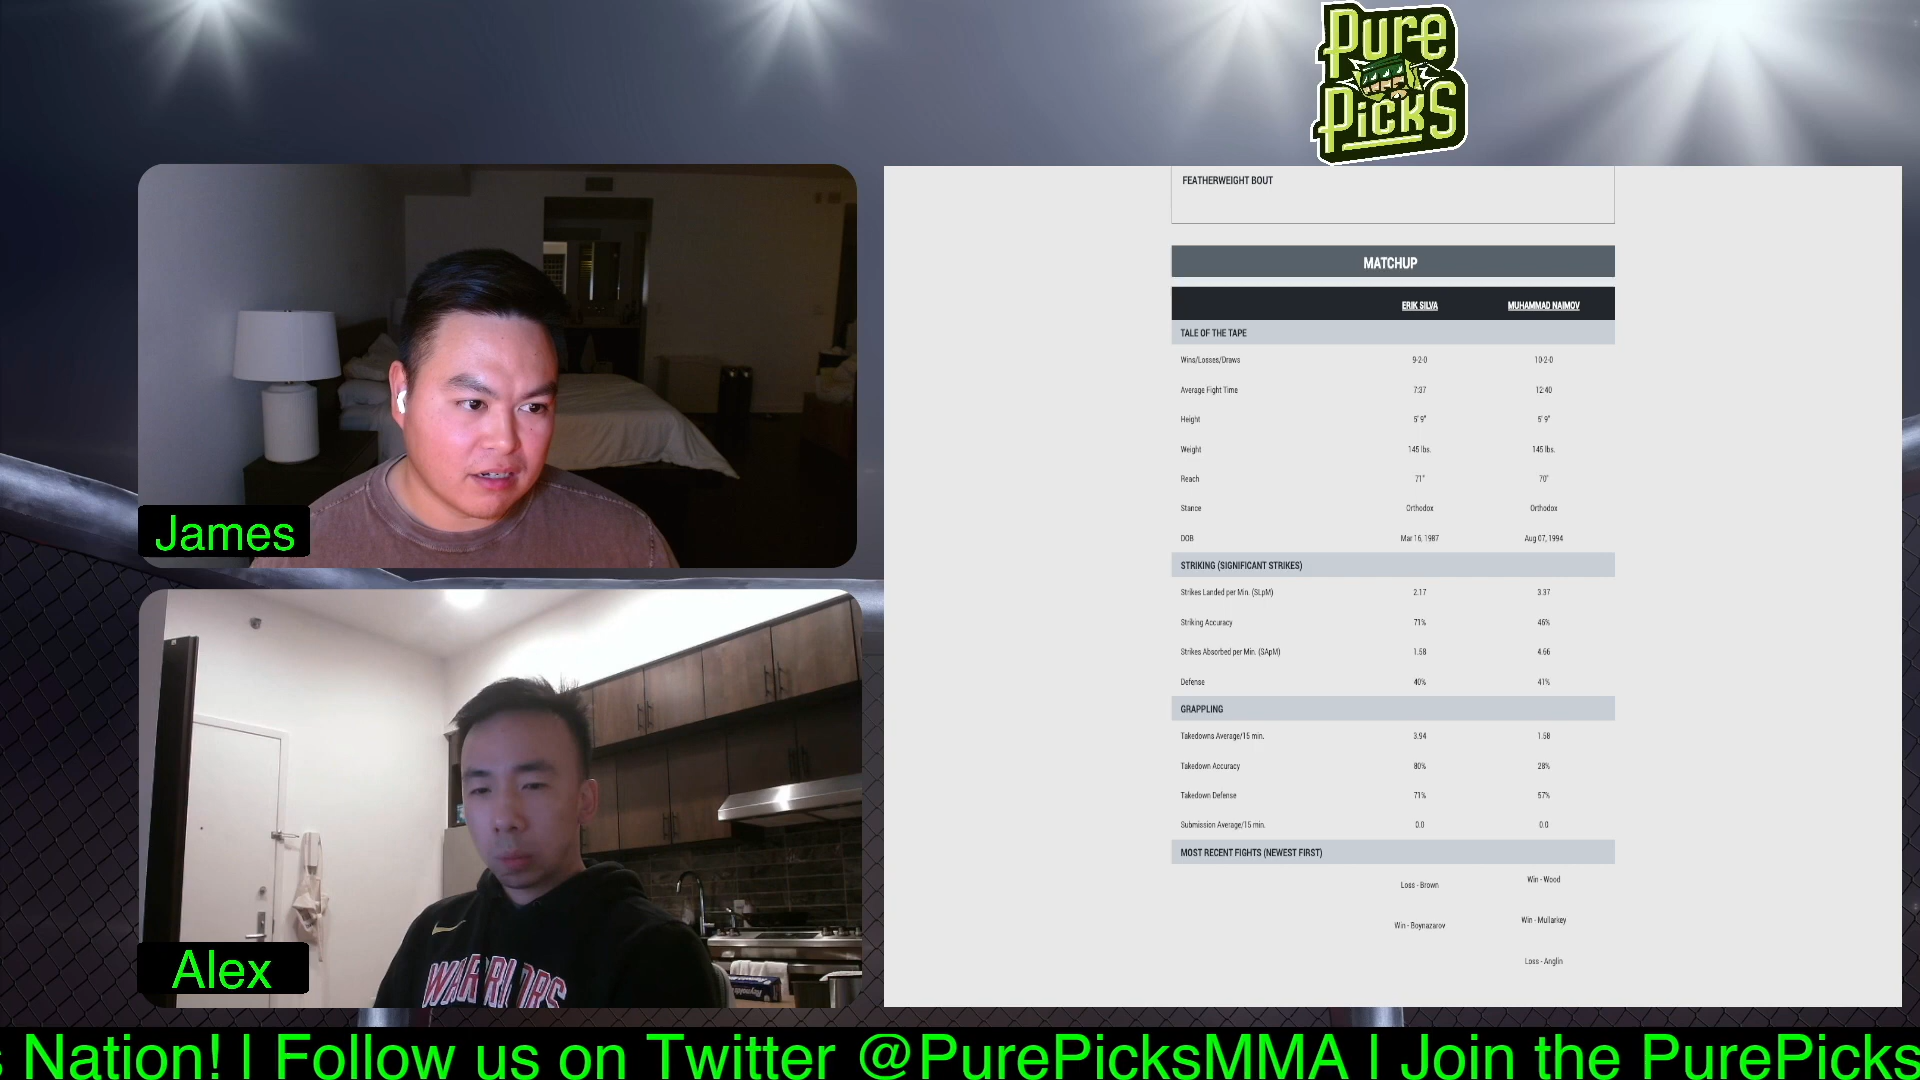 Pure
Picks
James
Alex
WARRIORS
FEATHERWEIGHT BOUT
MATCHUP
ERIK SILVA MUHAMMAD NAIMOV
TALE OF THE TAPE
Wins/Losses/Draws 9-2-0 10-2-0
Average Fight Time 7:37 12:40
Height 5' 9" 5' 9"
Weight 145 lbs. 145 lbs.
Reach 71" 70"
Stance Orthodox Orthodox
DOB Mar 16, 1987 Aug 07, 1994
STRIKING (SIGNIFICANT STRIKES)
Strikes Landed per Min. (SLpM) 2.17 3.37
Striking Accuracy 71% 46%
Strikes Absorbed per Min. (SApM) 1.58 4.66
Defense 40% 41%
GRAPPLING
Takedowns Average/15 min. 3.94 1.58
Takedown Accuracy 80% 28%
Takedown Defense 71% 57%
Submission Average/15 min. 0.0 0.0
MOST RECENT FIGHTS (NEWEST FIRST)
Loss - Brown Win - Wood
Win - Boynazarov Win - Mullarkey
Loss - Anglin
s Nation! | Follow us on Twitter @PurePicksMMA | Join the PurePicks